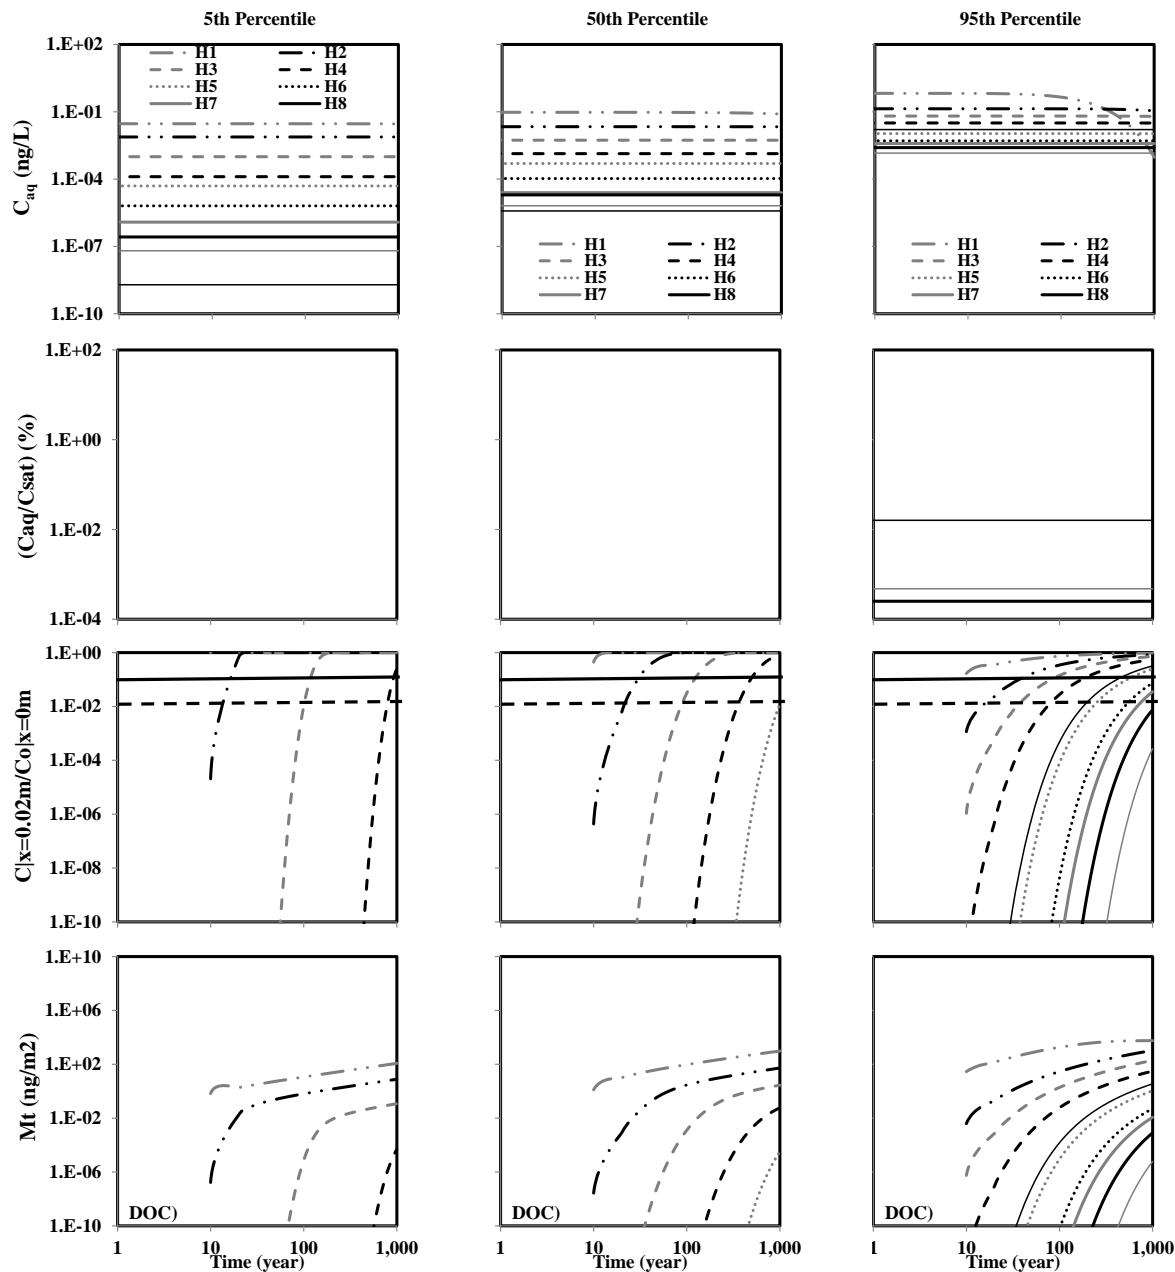 5th Percentile
50th Percentile
95th Percentile
C_aq (ng/L)
1.E+02
1.E-01
1.E-04
1.E-07
1.E-10
H1 H2
H3 H4
H5 H6
H7 H8
H1 H2
H3 H4
H5 H6
H7 H8
H1 H2
H3 H4
H5 H6
H7 H8
(Caq/Csat) (%)
1.E+02
1.E+00
1.E-02
1.E-04
C|x=0.02m/Co|x=0m
1.E+00
1.E-02
1.E-04
1.E-06
1.E-08
1.E-10
Mt (ng/m2)
1.E+10
1.E+06
1.E+02
1.E-02
1.E-06
1.E-10
DOC)
DOC)
DOC)
1 10 100 1,000
1 10 100 1,000
1 10 100 1,000
Time (year)
Time (year)
Time (year)